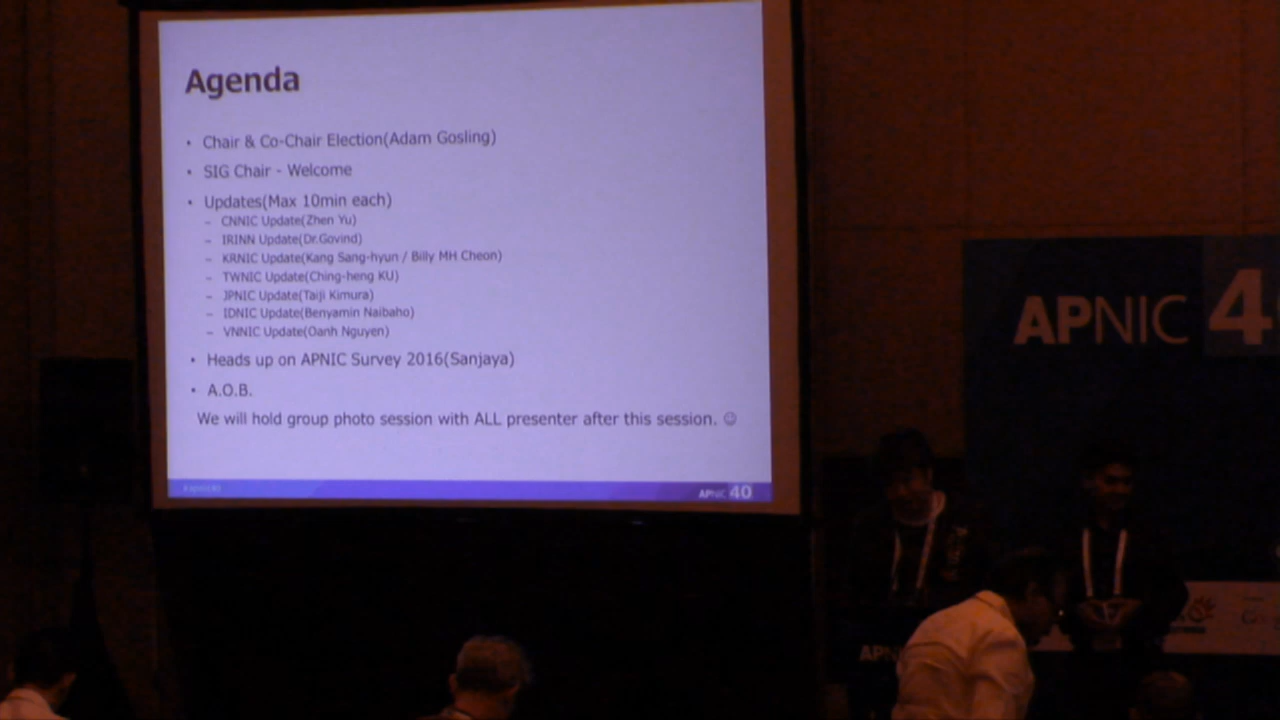 Agenda
• Chair & Co-Chair Election(Adam Gosling)
• SIG Chair - Welcome
• Updates(Max 10min each)
– CNNIC Update(Zhen Yu)
– IRINN Update(Dr.Govind)
– KRNIC Update(Kang Sang-hyun / Billy MH Cheon)
– TWNIC Update(Ching-heng KU)
– JPNIC Update(Taiji Kimura)
– IDNIC Update(Benyamin Naibaho)
– VNNIC Update(Oanh Nguyen)
• Heads up on APNIC Survey 2016(Sanjaya)
• A.O.B.
We will hold group photo session with ALL presenter after this session. ☺
APNIC 40
APNIC 4
APN